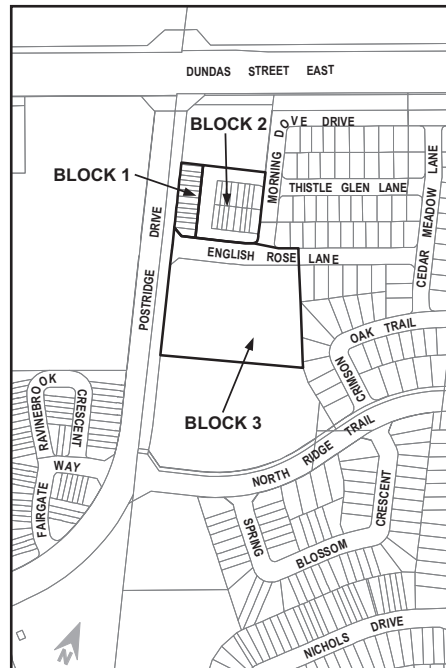 DUNDAS STREET EAST
MORNING DOVE DRIVE
BLOCK 2
BLOCK 1
THISTLE GLEN LANE
CEDAR MEADOW LANE
POSTRIDGE DRIVE
ENGLISH ROSE LANE
CRIMSON OAK TRAIL
BLOCK 3
RAVINEBROOK CRESCENT
FAIRGATE WAY
NORTH RIDGE TRAIL
SPRING BLOSSOM CRESCENT
NICHOLS DRIVE
N